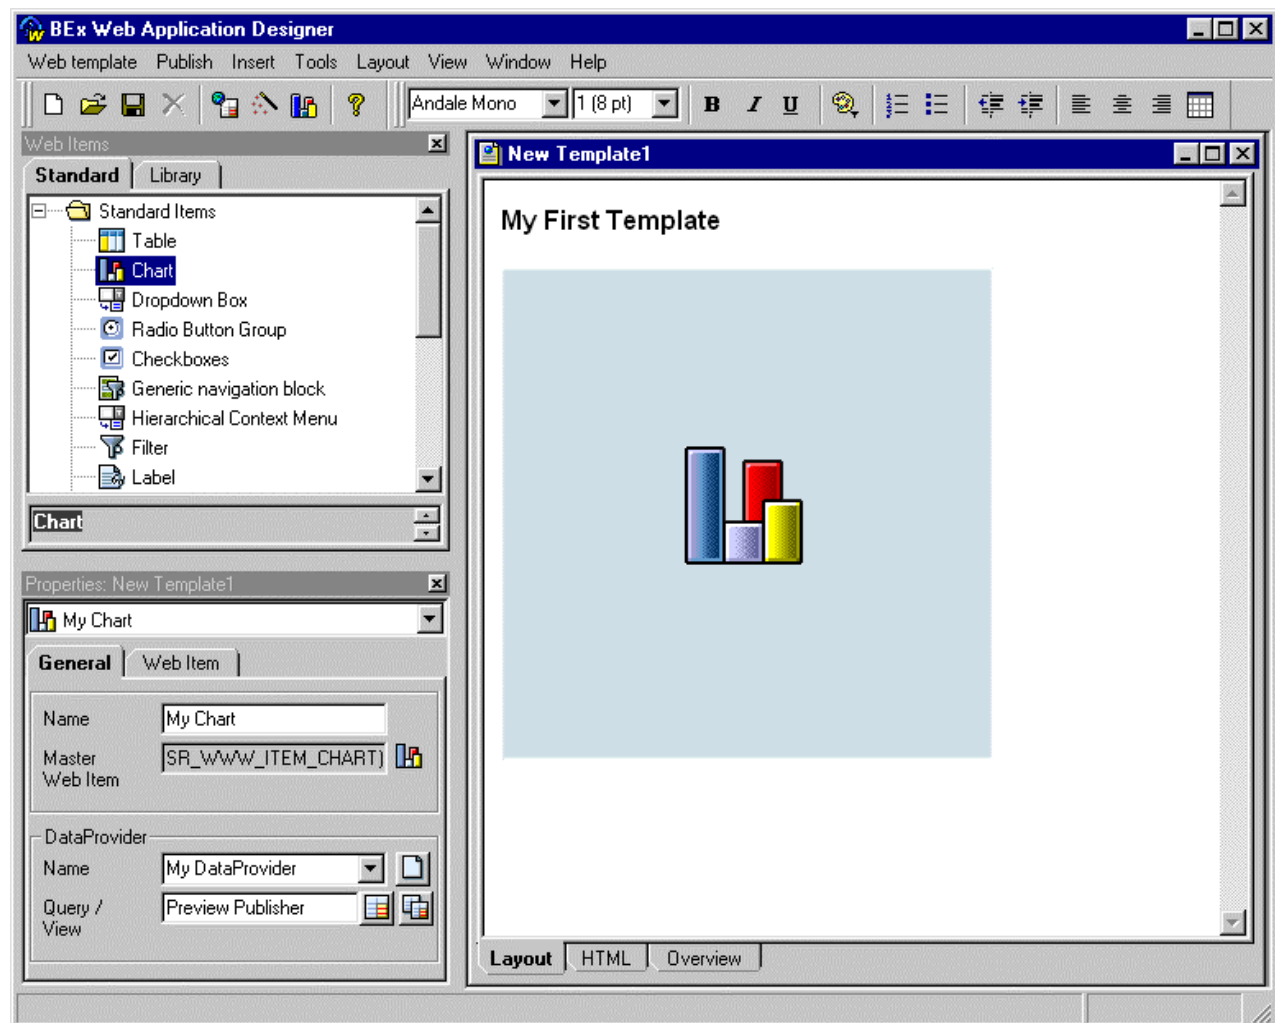 BEx Web Application Designer
Web template Publish Insert Tools Layout View Window Help
Andale Mono 1 (8 pt) B I U
Web Items
Standard Library
Standard Items
Table
Chart
Dropdown Box
Radio Button Group
Checkboxes
Generic navigation block
Hierarchical Context Menu
Filter
Label
Chart
Properties: New Template1
My Chart
General Web Item
Name My Chart
Master SR_WWW_ITEM_CHART)
Web Item
DataProvider
Name My DataProvider
Query / Preview Publisher
View
New Template1
My First Template
Layout HTML Overview